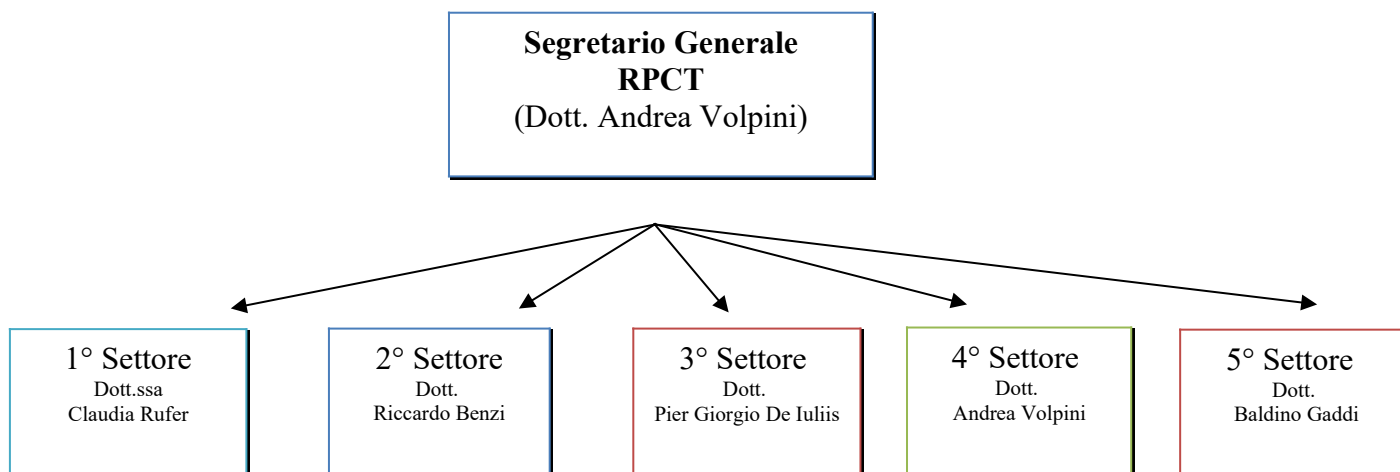 Segretario Generale
RPCT
(Dott. Andrea Volpini)
1° Settore
Dott.ssa
Claudia Rufer
2° Settore
Dott.
Riccardo Benzi
3° Settore
Dott.
Pier Giorgio De Iuliis
4° Settore
Dott.
Andrea Volpini
5° Settore
Dott.
Baldino Gaddi